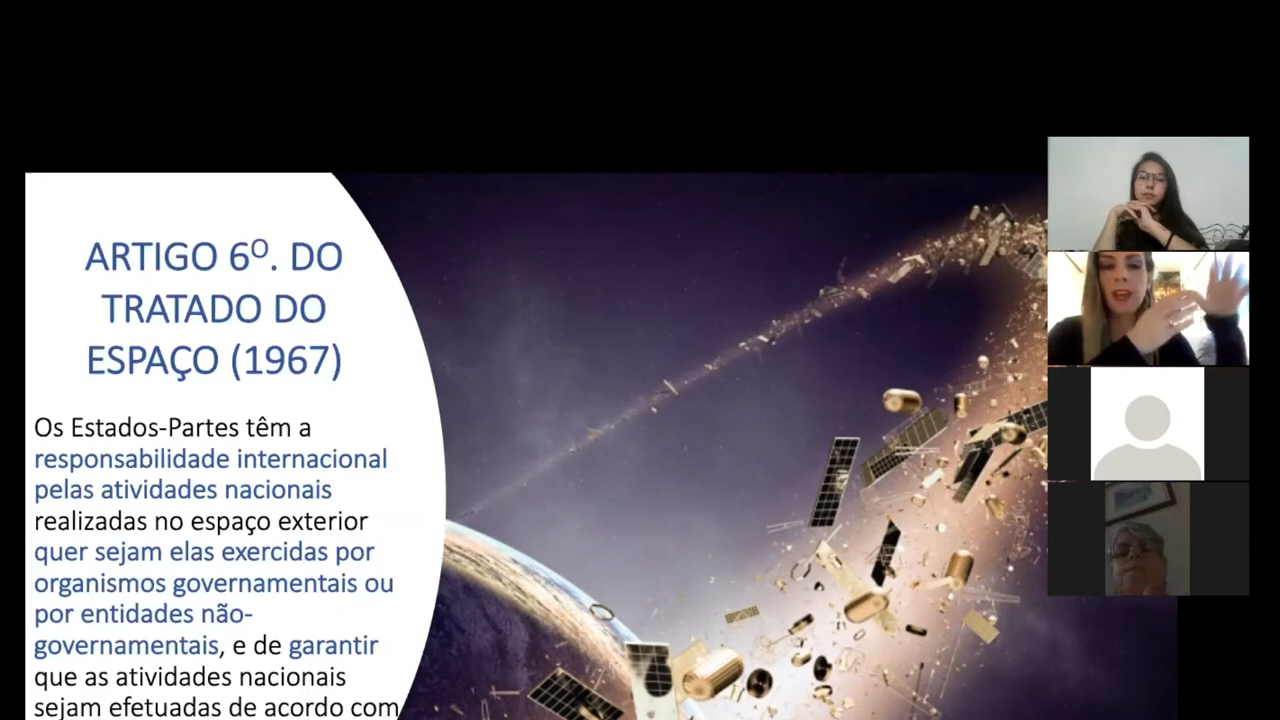 ARTIGO 6º. DO
TRATADO DO
ESPAÇO (1967)
Os Estados-Partes têm a
responsabilidade internacional
pelas atividades nacionais
realizadas no espaço exterior
quer sejam elas exercidas por
organismos governamentais ou
por entidades não-
governamentais, e de garantir
que as atividades nacionais
sejam efetuadas de acordo com